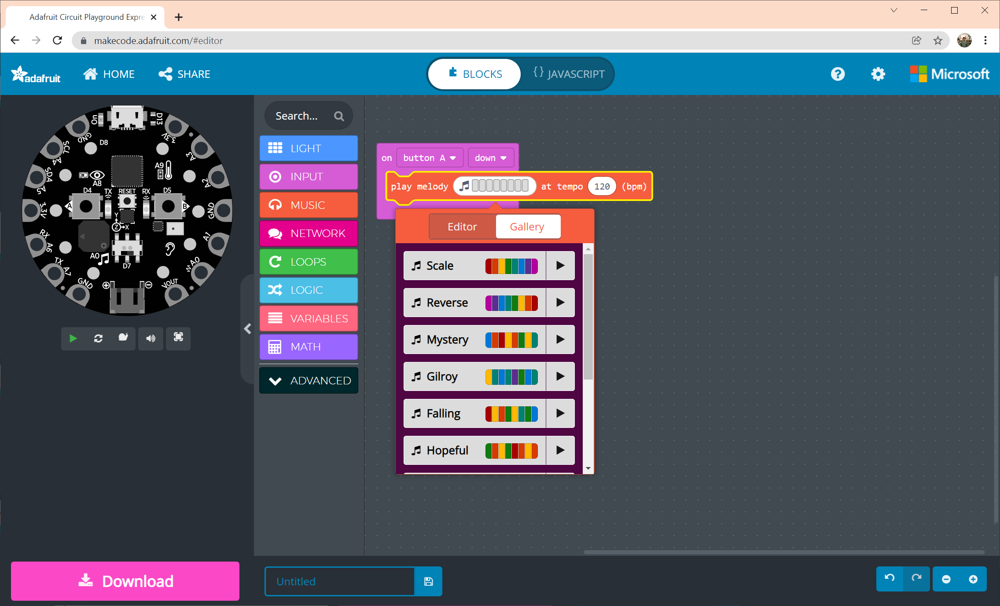 Adafruit Circuit Playground Expre
makecode.adafruit.com/#editor
adafruit HOME SHARE BLOCKS {} JAVASCRIPT ? Microsoft
Search...
LIGHT
INPUT
MUSIC
NETWORK
LOOPS
LOGIC
VARIABLES
MATH
ADVANCED
On D13
GND 3.3V
SCL A4 D8 A3
SDA A5 A8 A9 A2
D4 TX RESET RX D5
3.3V A B GND
Y
Z X
RX A6 A1
A0
TX A7 D7 A0
GND VOUT
on button A down
play melody at tempo 120 (bpm)
Editor Gallery
Scale
Reverse
Mystery
Gilroy
Falling
Hopeful
Download
Untitled